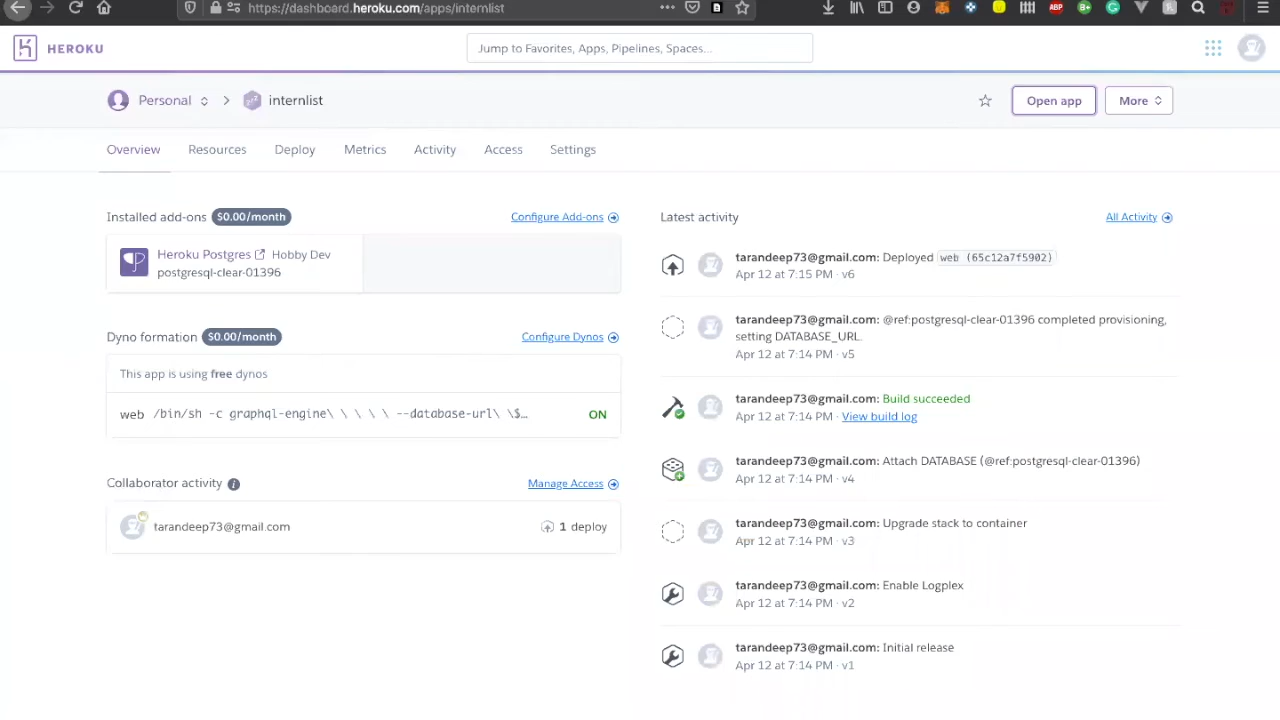 https://dashboard.heroku.com/apps/internlist
ABP
HEROKU
Jump to Favorites, Apps, Pipelines, Spaces...
Personal
internlist
Open app
More
Overview
Resources
Deploy
Metrics
Activity
Access
Settings
Installed add-ons $0.00/month
Configure Add-ons
Heroku Postgres Hobby Dev
postgresql-clear-01396
Dyno formation $0.00/month
Configure Dynos
This app is using free dynos
web /bin/sh -c graphql-engine\ \ \ \ \ --database-url\ \$…
ON
Collaborator activity
Manage Access
tarandeep73@gmail.com
1 deploy
Latest activity
All Activity
tarandeep73@gmail.com: Deployed web (65c12a7f5902)
Apr 12 at 7:15 PM · v6
tarandeep73@gmail.com: @ref:postgresql-clear-01396 completed provisioning,
setting DATABASE_URL.
Apr 12 at 7:14 PM · v5
tarandeep73@gmail.com: Build succeeded
Apr 12 at 7:14 PM · View build log
tarandeep73@gmail.com: Attach DATABASE (@ref:postgresql-clear-01396)
Apr 12 at 7:14 PM · v4
tarandeep73@gmail.com: Upgrade stack to container
Apr 12 at 7:14 PM · v3
tarandeep73@gmail.com: Enable Logplex
Apr 12 at 7:14 PM · v2
tarandeep73@gmail.com: Initial release
Apr 12 at 7:14 PM · v1